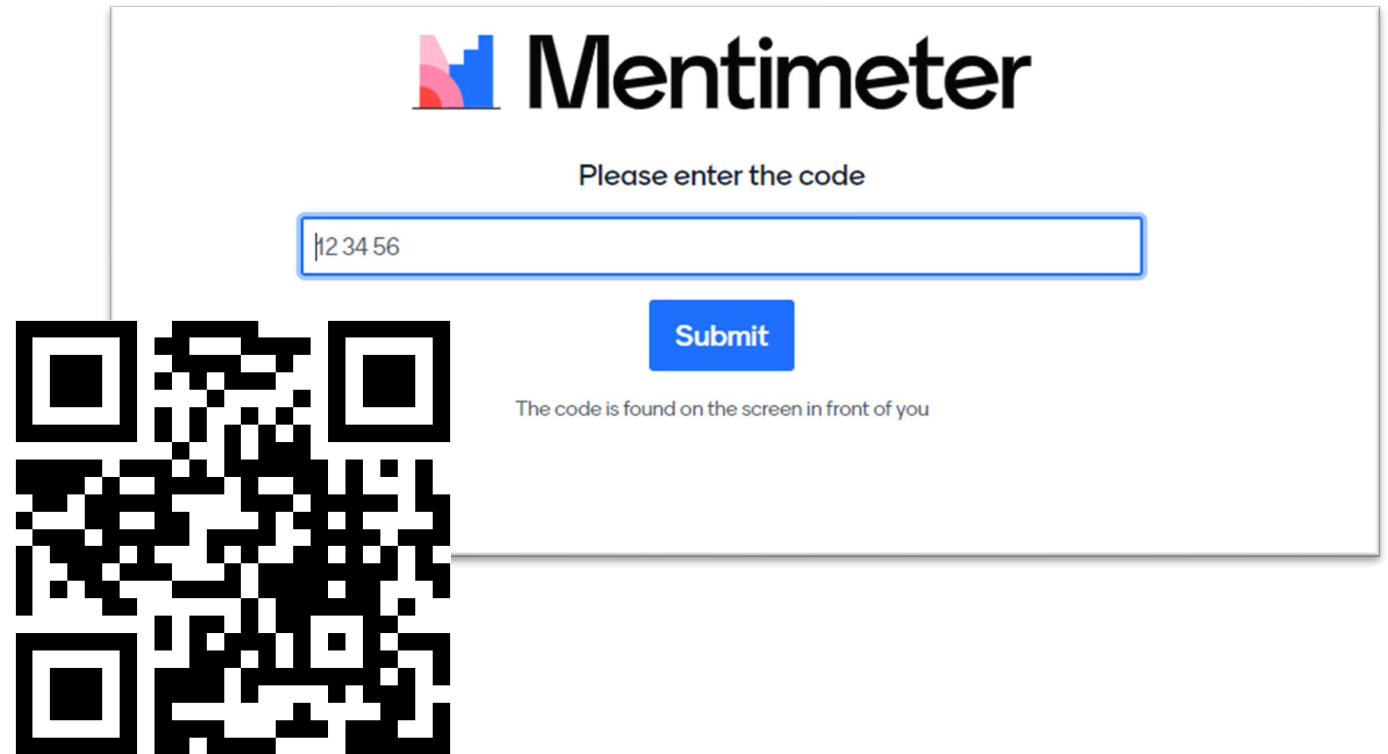 Mentimeter
Please enter the code
12 34 56
Submit
The code is found on the screen in front of you